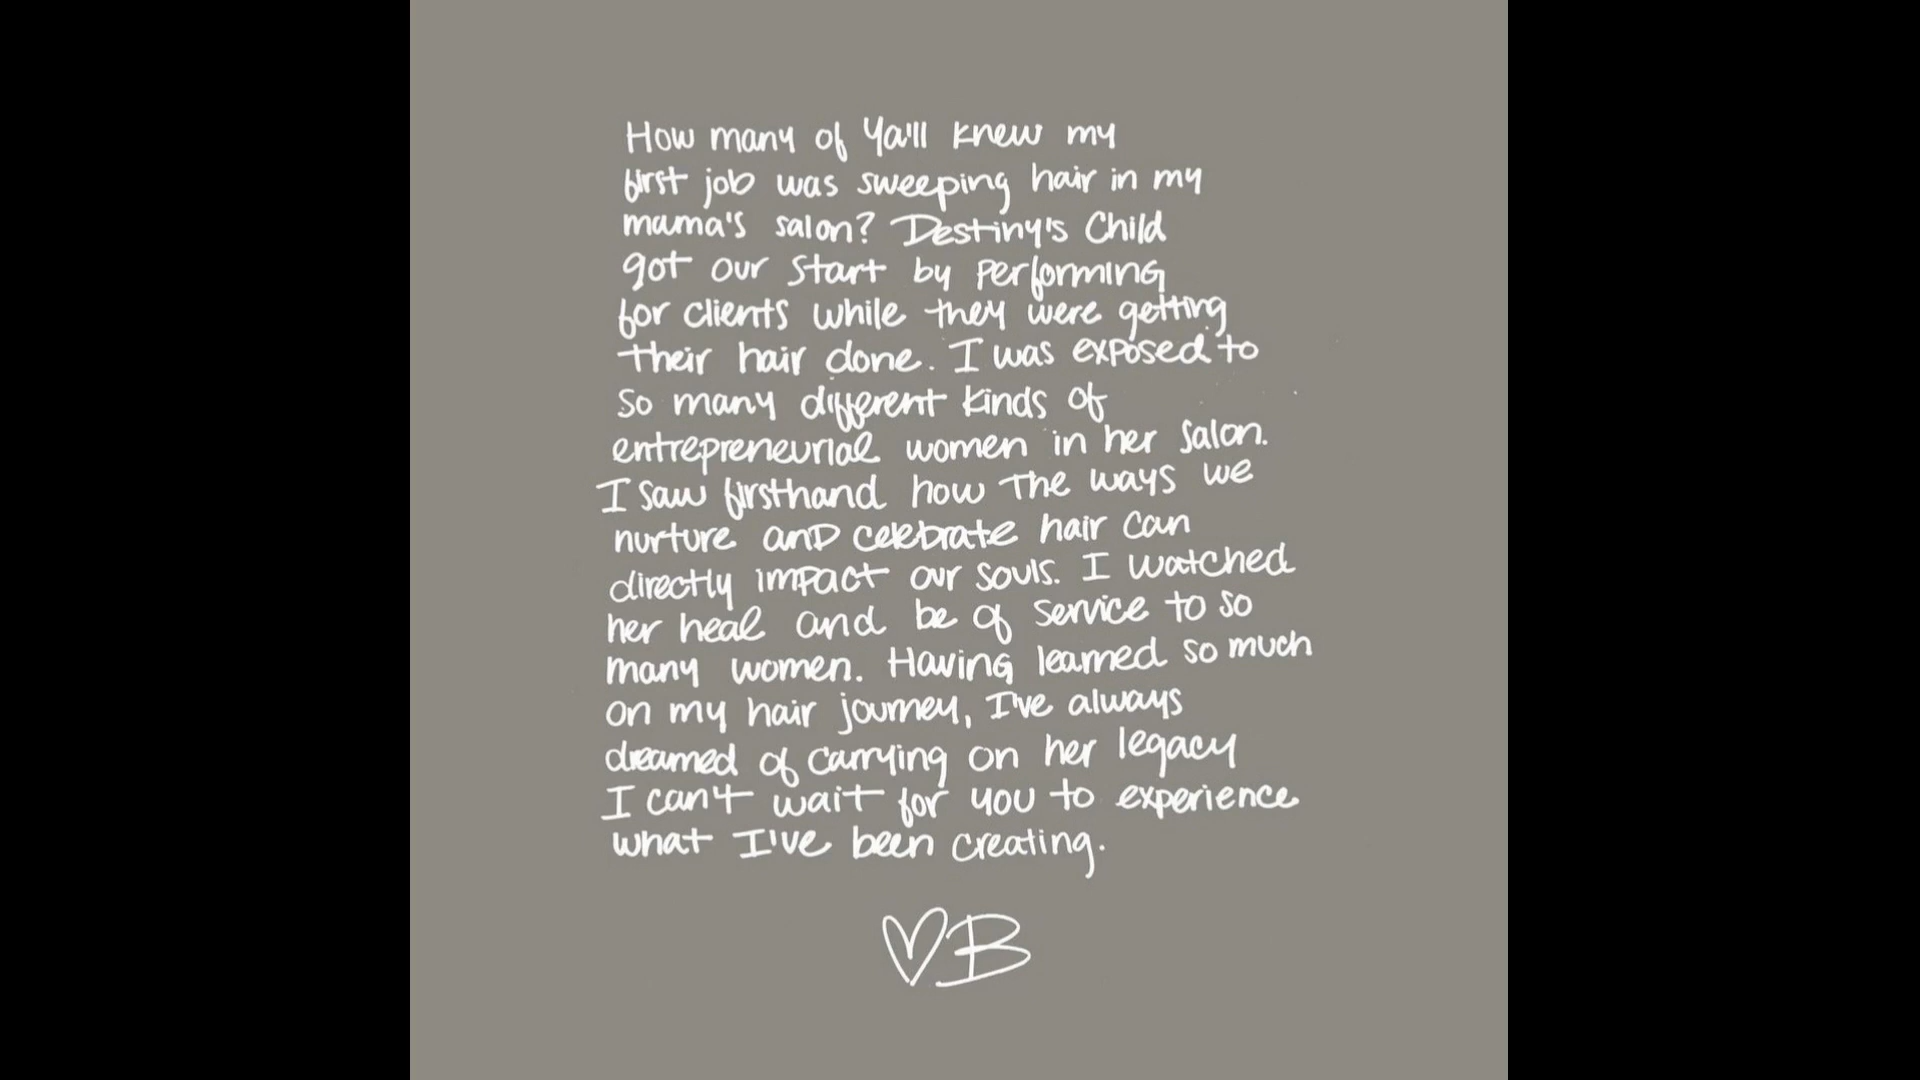 How many of Ya'll knew my
first job was sweeping hair in my
mama's salon? Destiny's Child
got our start by performing
for clients while they were getting
their hair done. I was exposed to
so many different kinds of
entrepreneurial women in her salon.
I saw firsthand how the ways we
nurture and celebrate hair can
directly impact our souls. I watched
her heal and be of service to so
many women. Having learned so much
on my hair journey, I've always
dreamed of carrying on her legacy
I can't wait for you to experience
what I've been creating.
♡B